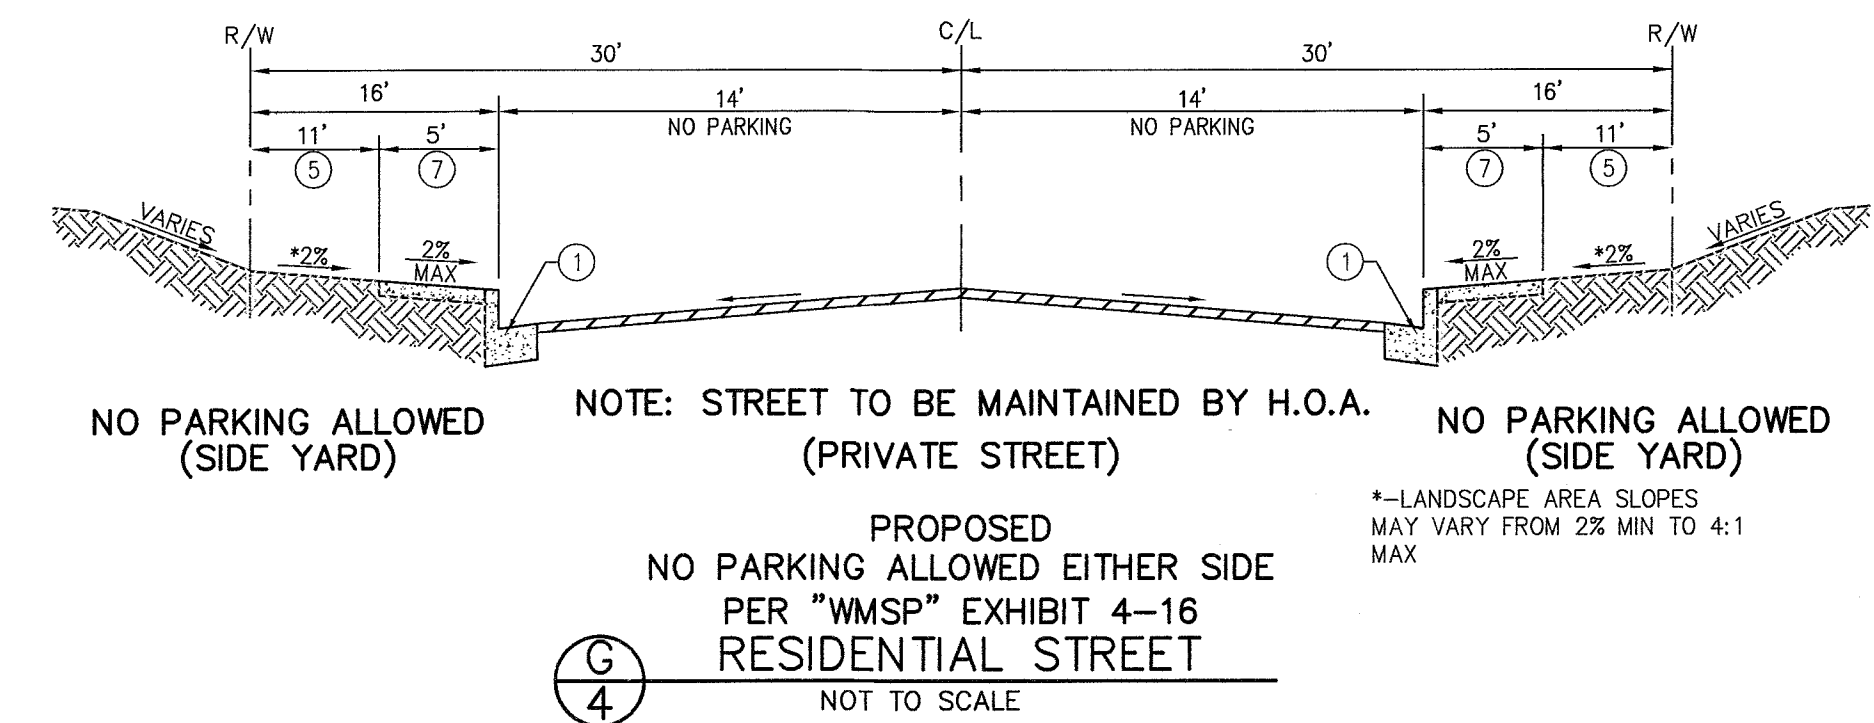 R/W
C/L
R/W
30'
30'
16'
14'
14'
16'
NO PARKING
NO PARKING
11'
5'
5'
11'
5
7
7
5
VARIES
*2%
2%
MAX
1
1
2%
MAX
*2%
VARIES
NO PARKING ALLOWED
(SIDE YARD)
NOTE: STREET TO BE MAINTAINED BY H.O.A.
(PRIVATE STREET)
NO PARKING ALLOWED
(SIDE YARD)
*-LANDSCAPE AREA SLOPES
MAY VARY FROM 2% MIN TO 4:1
MAX
PROPOSED
NO PARKING ALLOWED EITHER SIDE
PER "WMSP" EXHIBIT 4-16
G
4
RESIDENTIAL STREET
NOT TO SCALE